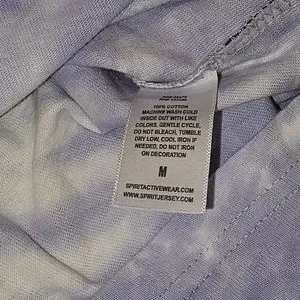 100% COTTON
MACHINE WASH COLD
INSIDE OUT WITH LIKE
COLORS, GENTLE CYCLE,
DO NOT BLEACH, TUMBLE
DRY LOW, COOL IRON IF
NEEDED, DO NOT IRON
ON DECORATION
M
SPIRITACTIVEWEAR.COM
WWW.SPIRITJERSEY.COM